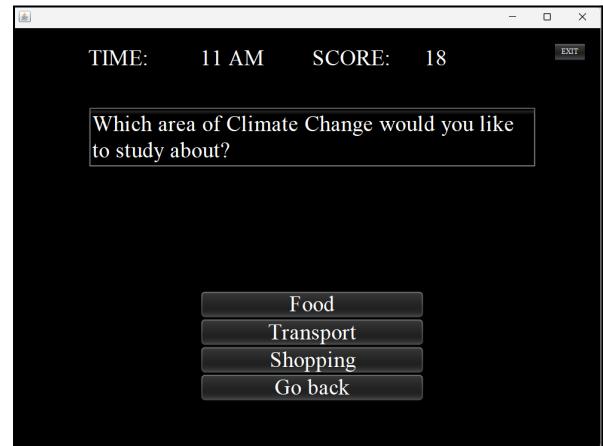 TIME: 11 AM SCORE: 18 EXIT
Which area of Climate Change would you like
to study about?
Food
Transport
Shopping
Go back